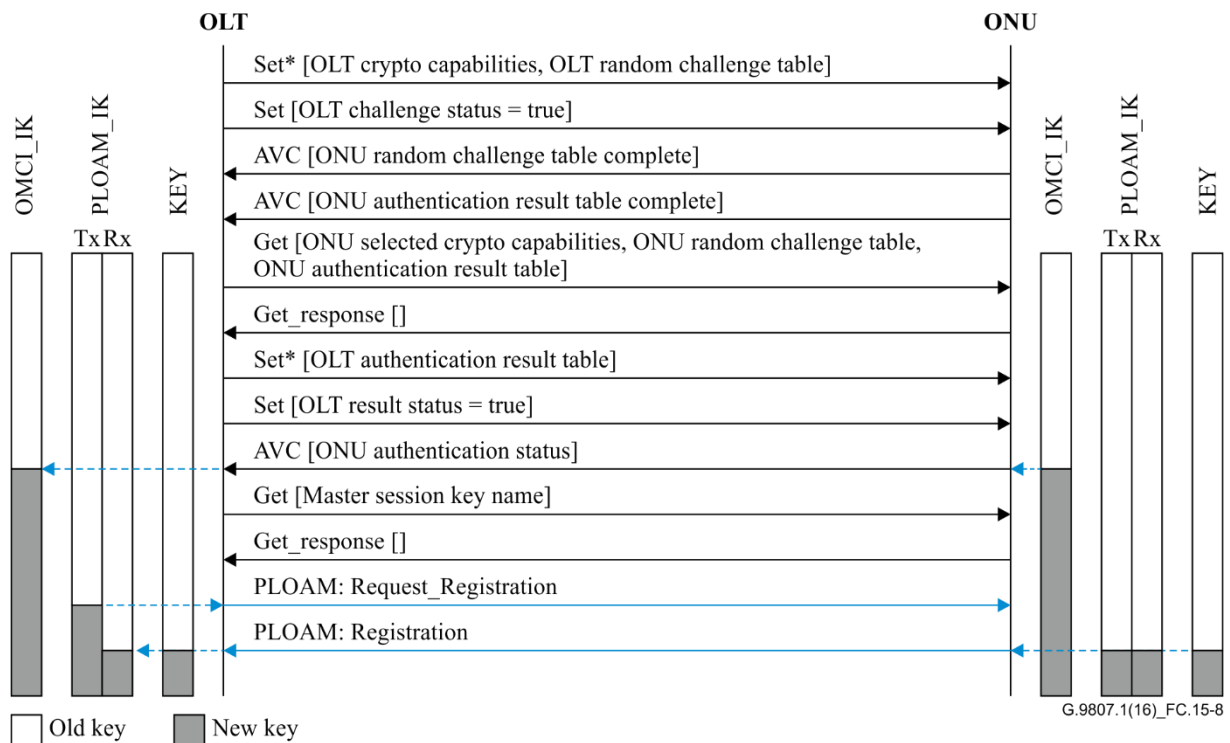 OLT
ONU
Set* [OLT crypto capabilities, OLT random challenge table]
Set [OLT challenge status = true]
AVC [ONU random challenge table complete]
AVC [ONU authentication result table complete]
Get [ONU selected crypto capabilities, ONU random challenge table,
ONU authentication result table]
Get_response []
Set* [OLT authentication result table]
Set [OLT result status = true]
AVC [ONU authentication status]
Get [Master session key name]
Get_response []
PLOAM: Request_Registration
PLOAM: Registration
OMCI_IK
PLOAM_IK
KEY
Tx Rx
OMCI_IK
PLOAM_IK
KEY
Tx Rx
G.9807.1(16)_FC.15-8
Old key
New key